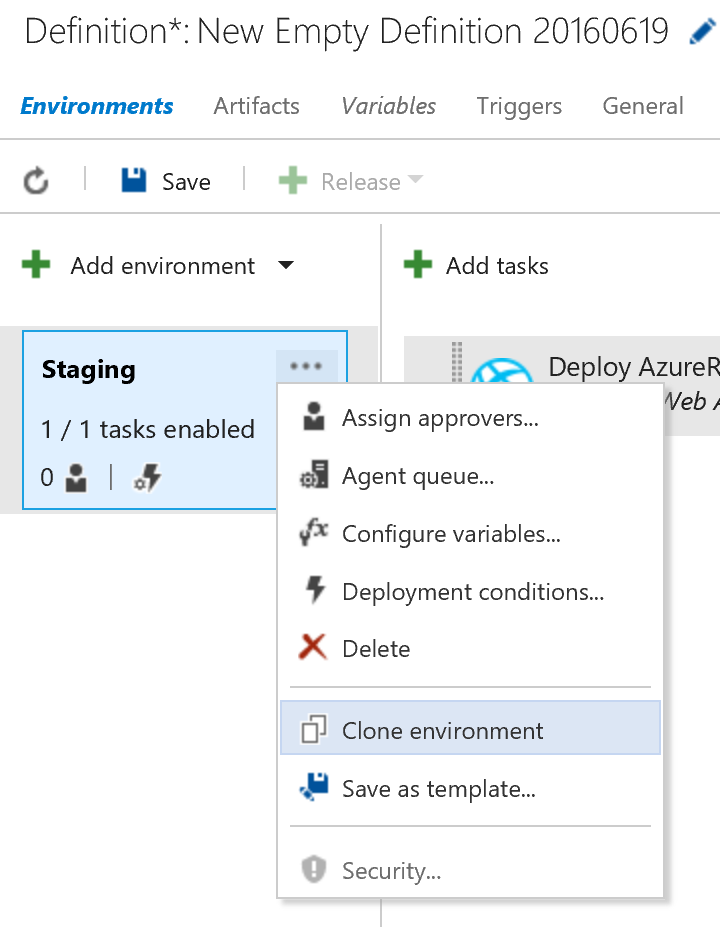 Definition*: New Empty Definition 20160619
Environments Artifacts Variables Triggers General
Save Release
Add environment Add tasks
Staging ... Deploy AzureR
1 / 1 tasks enabled Web A
0
Assign approvers...
Agent queue...
fx Configure variables...
Deployment conditions...
Delete
Clone environment
Save as template...
Security...